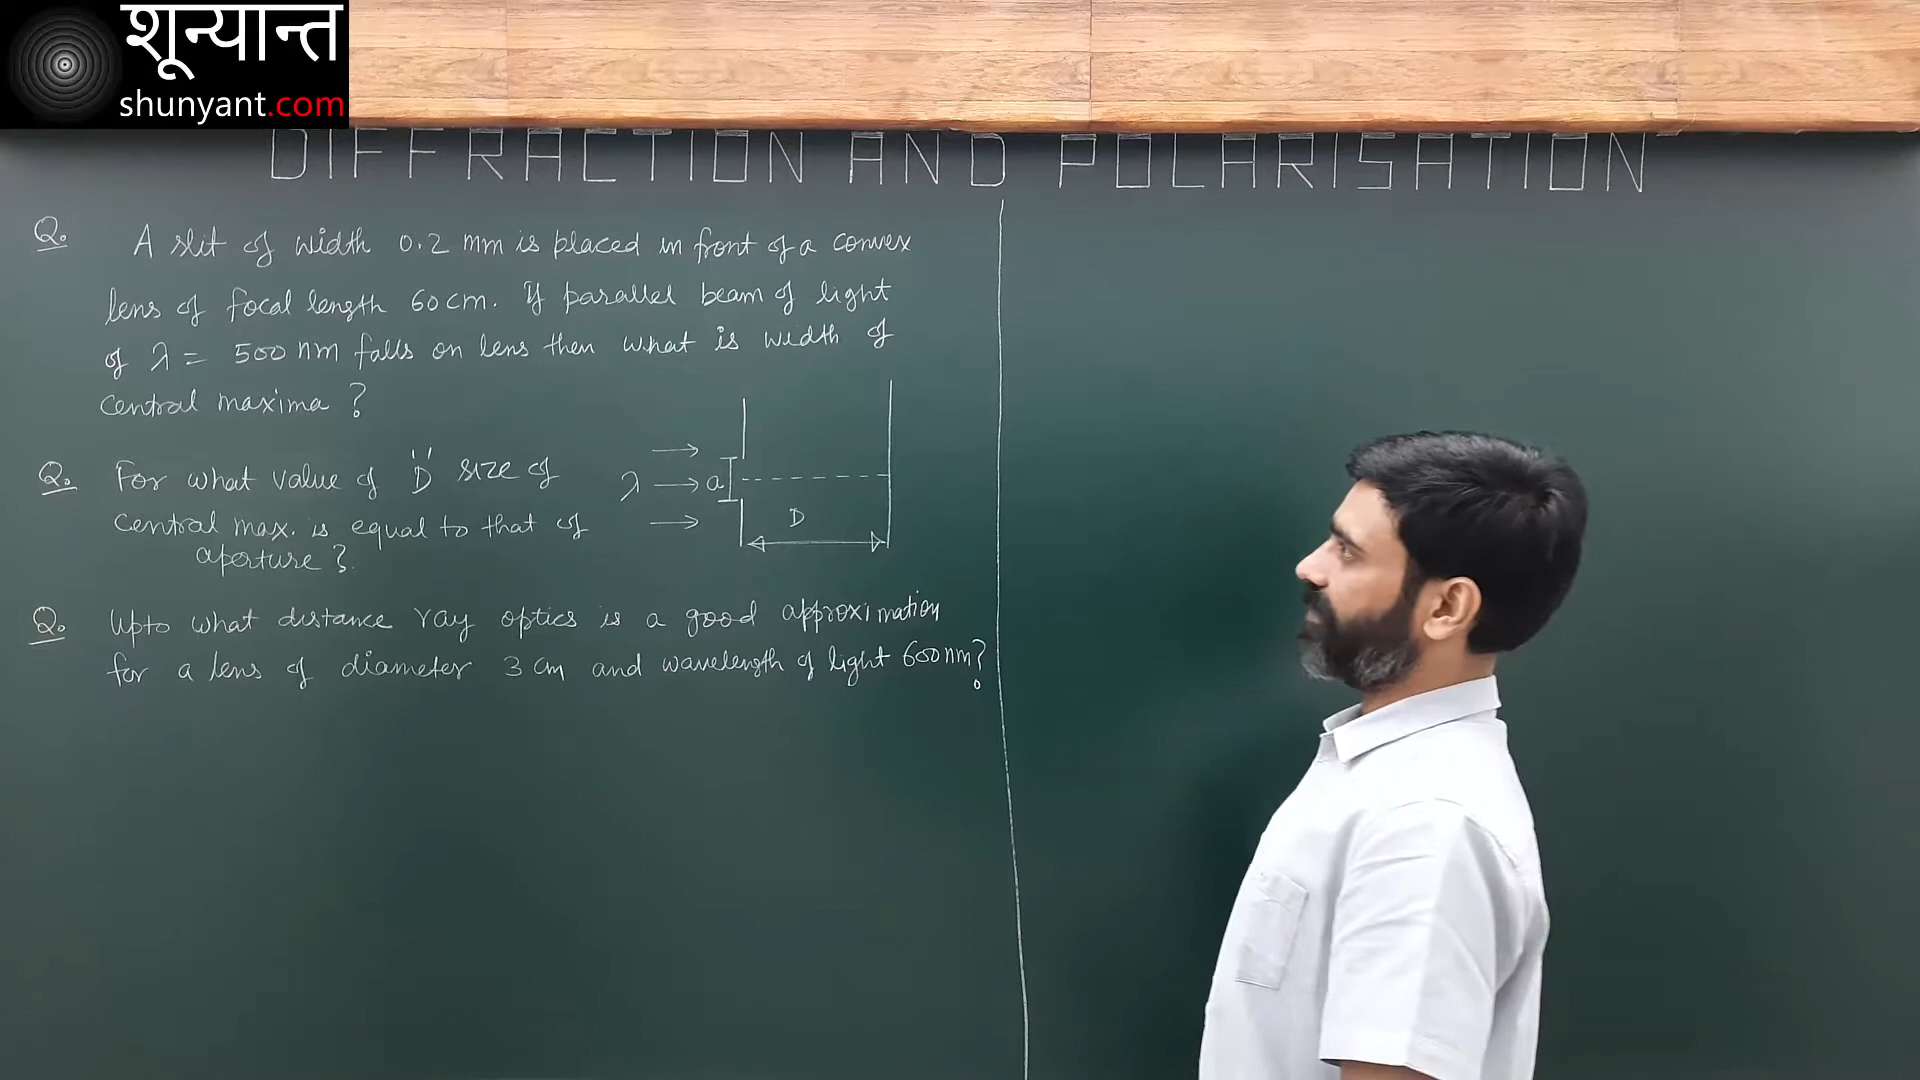 शून्यान्त
shunyant.com
DIFFRACTION AND POLARISATION
Q. A slit of width 0.2 mm is placed in front of a convex
lens of focal length 60 cm. If parallel beam of light
of λ = 500 nm falls on lens then what is width of
central maxima ?
Q. For what value of "D" size of
central max. is equal to that of
aperture ?
λ a
D
Q. Upto what distance ray optics is a good approximation
for a lens of diameter 3 cm and wavelength of light 600 nm ?